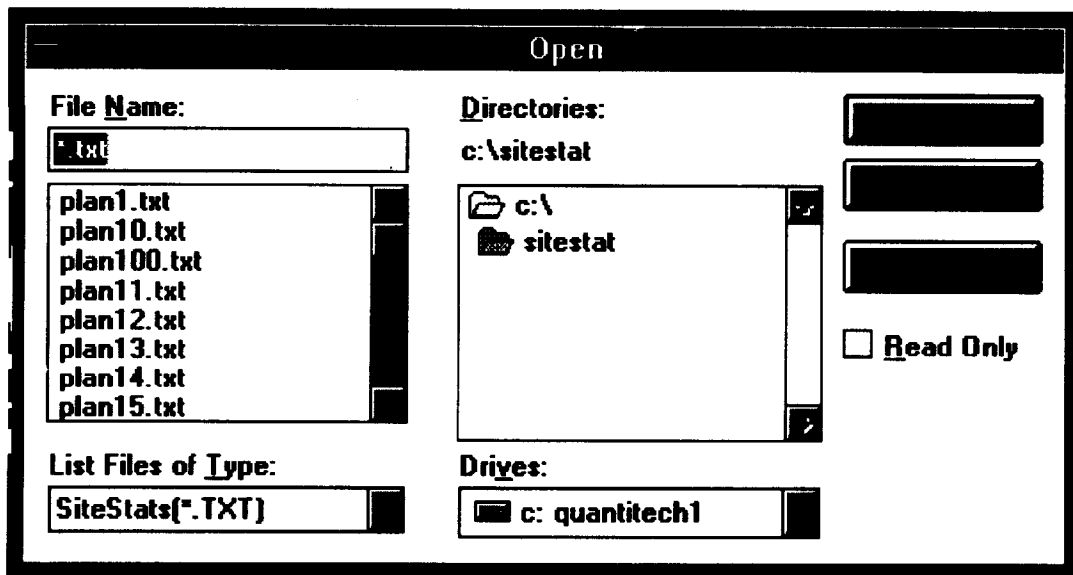 Open
File Name:
*.txt
plan1.txt
plan10.txt
plan100.txt
plan11.txt
plan12.txt
plan13.txt
plan14.txt
plan15.txt
List Files of Type:
SiteStats(*.TXT)
Directories:
c:\sitestat
c:\
sitestat
Drives:
c: quantitech1
Read Only